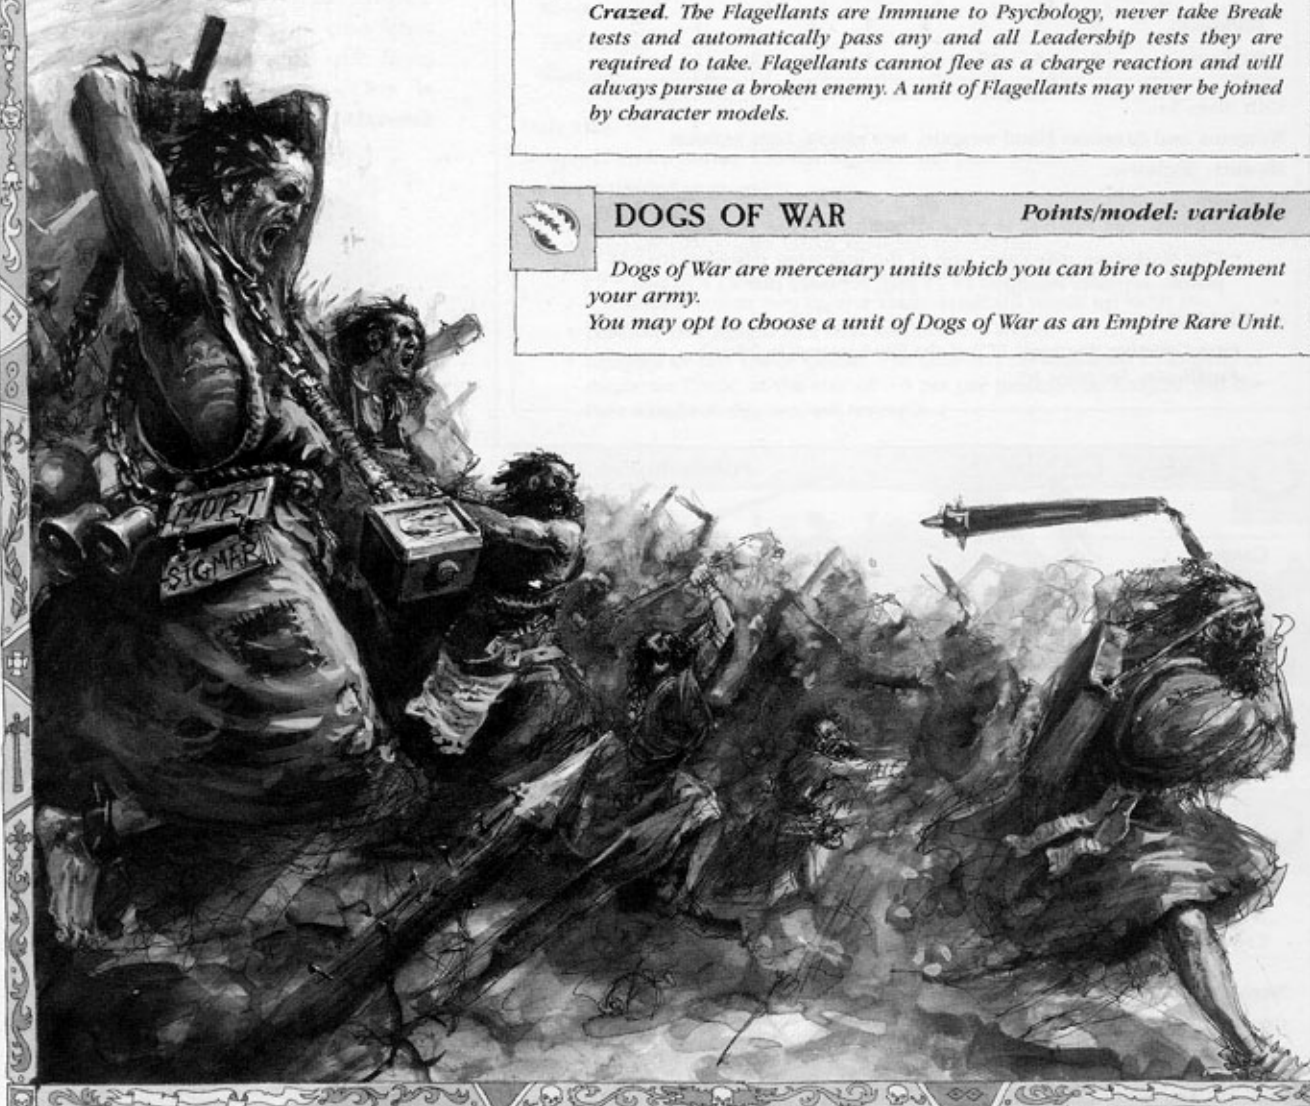 Crazed. The Flagellants are Immune to Psychology, never take Break
tests and automatically pass any and all Leadership tests they are
required to take. Flagellants cannot flee as a charge reaction and will
always pursue a broken enemy. A unit of Flagellants may never be joined
by character models.
DOGS OF WAR
Points/model: variable
Dogs of War are mercenary units which you can hire to supplement
your army.
You may opt to choose a unit of Dogs of War as an Empire Rare Unit.
SIGMAR